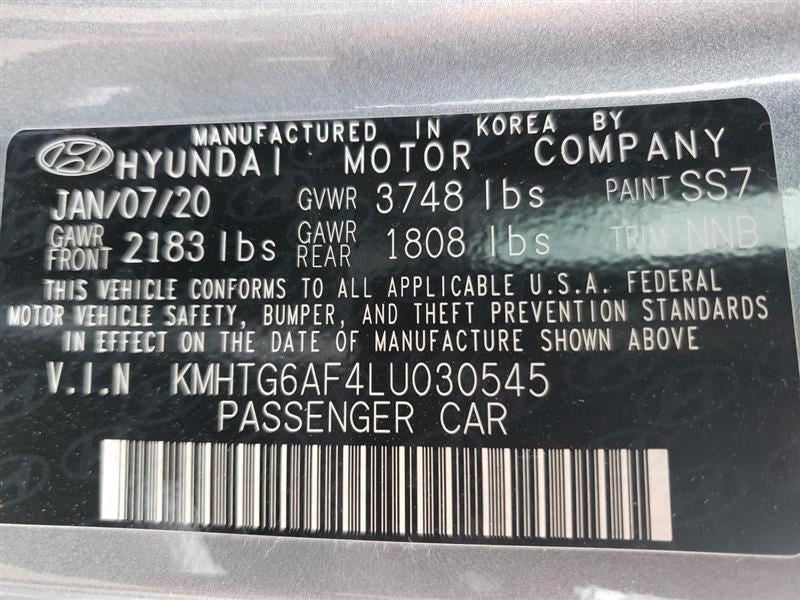 MANUFACTURED IN KOREA BY
HYUNDAI MOTOR COMPANY
JAN/07/20 GVWR 3748 lbs PAINT SS7
GAWR FRONT 2183 lbs GAWR REAR 1808 lbs TRIM NNB
THIS VEHICLE CONFORMS TO ALL APPLICABLE U.S.A. FEDERAL
MOTOR VEHICLE SAFETY, BUMPER, AND THEFT PREVENTION STANDARDS
IN EFFECT ON THE DATE OF MANUFACTURE SHOWN ABOVE
V.I.N KMHTG6AF4LU030545
PASSENGER CAR